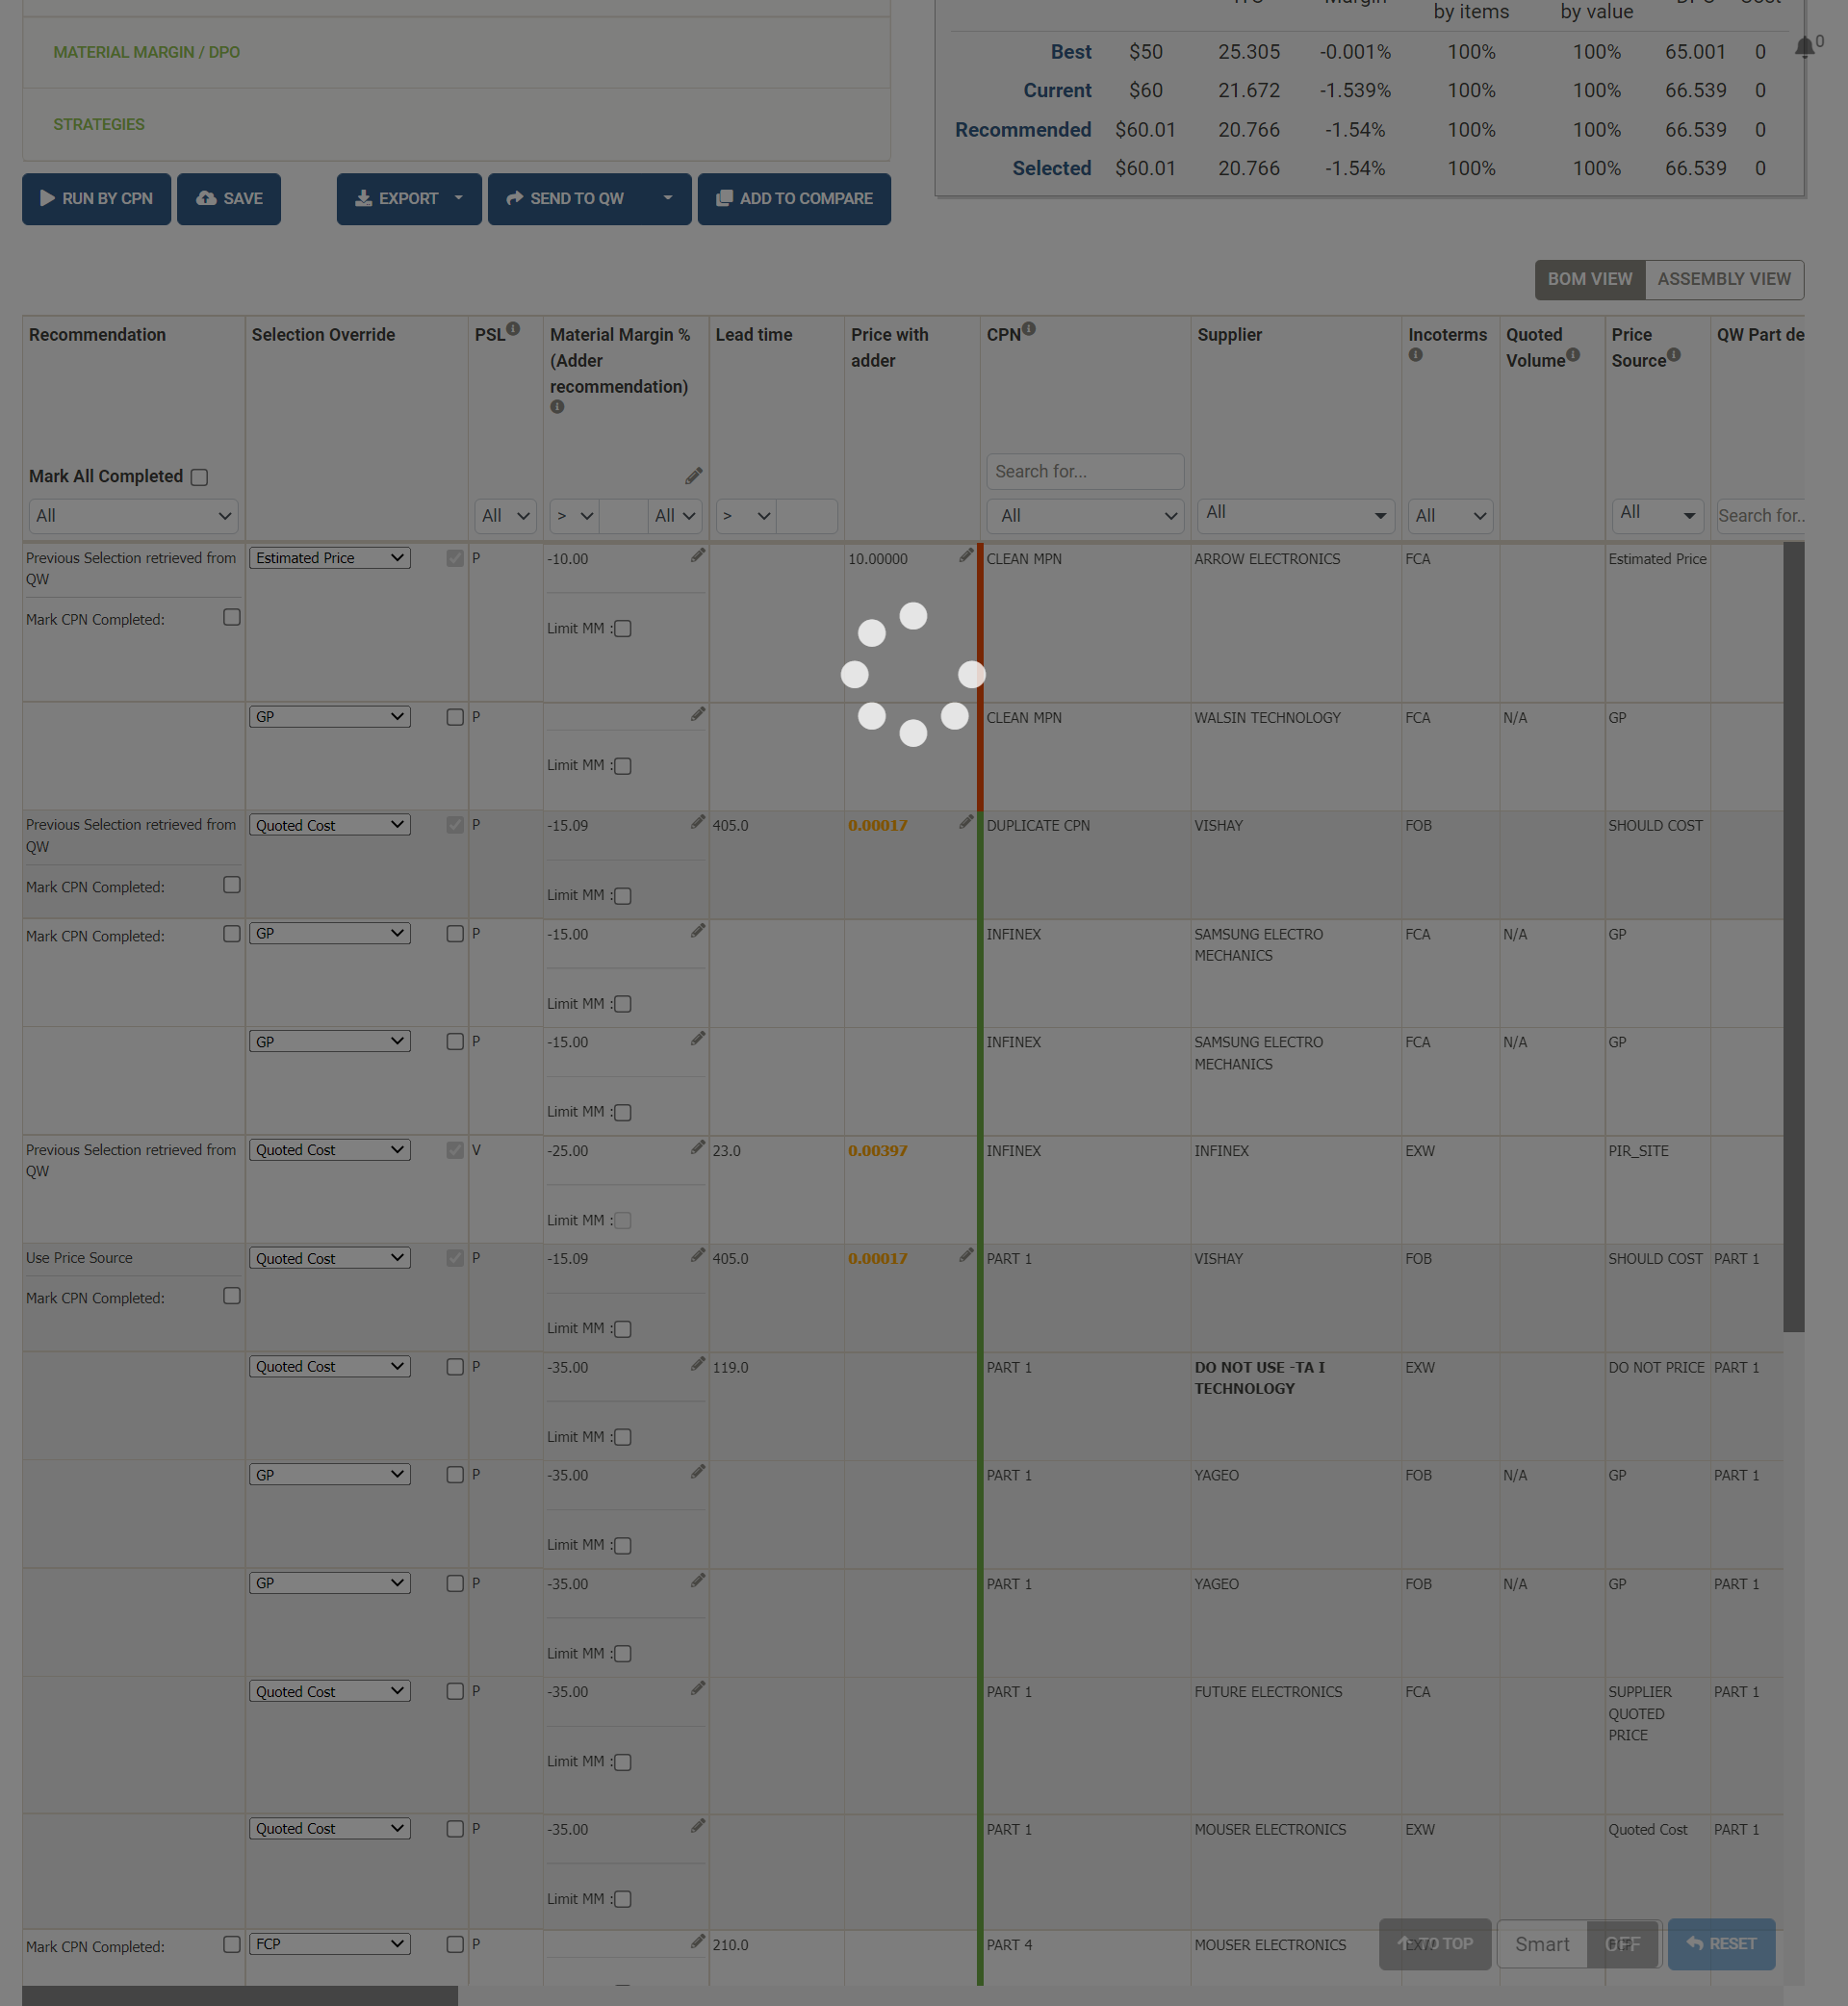 by items by value
MATERIAL MARGIN / DPO
Best $50 25.305 -0.001% 100% 100% 65.001 0
0
Current $60 21.672 -1.539% 100% 100% 66.539 0
STRATEGIES
Recommended $60.01 20.766 -1.54% 100% 100% 66.539 0
Selected $60.01 20.766 -1.54% 100% 100% 66.539 0
RUN BY CPN SAVE EXPORT SEND TO QW ADD TO COMPARE
BOM VIEW ASSEMBLY VIEW
Recommendation Selection Override PSL Material Margin % Lead time Price with CPN Supplier Incoterms Quoted Price QW Part de
(Adder adder Volume Source
recommendation)
Mark All Completed Search for...
All All > All > All All All All Search for..
Previous Selection retrieved from Estimated Price P -10.00 10.00000 CLEAN MPN ARROW ELECTRONICS FCA Estimated Price
QW
Mark CPN Completed: Limit MM :
GP P CLEAN MPN WALSIN TECHNOLOGY FCA N/A GP
Limit MM :
Previous Selection retrieved from Quoted Cost P -15.09 405.0 0.00017 DUPLICATE CPN VISHAY FOB SHOULD COST
QW
Mark CPN Completed: Limit MM :
Mark CPN Completed: GP P -15.00 INFINEX SAMSUNG ELECTRO FCA N/A GP
MECHANICS
Limit MM :
GP P -15.00 INFINEX SAMSUNG ELECTRO FCA N/A GP
MECHANICS
Limit MM :
Previous Selection retrieved from Quoted Cost V -25.00 23.0 0.00397 INFINEX INFINEX EXW PIR_SITE
QW
Limit MM :
Use Price Source Quoted Cost P -15.09 405.0 0.00017 PART 1 VISHAY FOB SHOULD COST PART 1
Mark CPN Completed:
Limit MM :
Quoted Cost P -35.00 119.0 PART 1 DO NOT USE -TA I EXW DO NOT PRICE PART 1
TECHNOLOGY
Limit MM :
GP P -35.00 PART 1 YAGEO FOB N/A GP PART 1
Limit MM :
GP P -35.00 PART 1 YAGEO FOB N/A GP PART 1
Limit MM :
Quoted Cost P -35.00 PART 1 FUTURE ELECTRONICS FCA SUPPLIER PART 1
QUOTED
PRICE
Limit MM :
Quoted Cost P -35.00 PART 1 MOUSER ELECTRONICS EXW Quoted Cost PART 1
Limit MM :
Mark CPN Completed: FCP P 210.0 PART 4 MOUSER ELECTRONICS TO TOP Smart OFF RESET